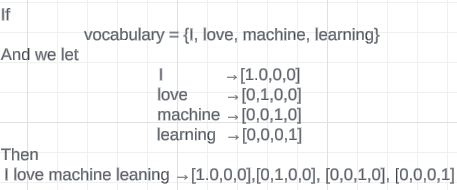 If
vocabulary = {I, love, machine, learning}
And we let
I →[1.0,0,0]
love →[0,1,0,0]
machine →[0,0,1,0]
learning →[0,0,0,1]
Then
I love machine leaning →[1.0,0,0],[0,1,0,0], [0,0,1,0], [0,0,0,1]